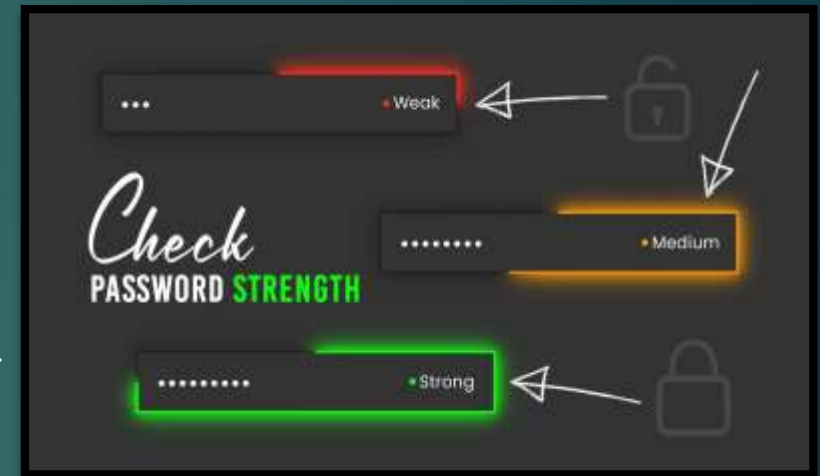 ••• •Weak
Check
PASSWORD STRENGTH
•••••••• •Medium
••••••••• •Strong